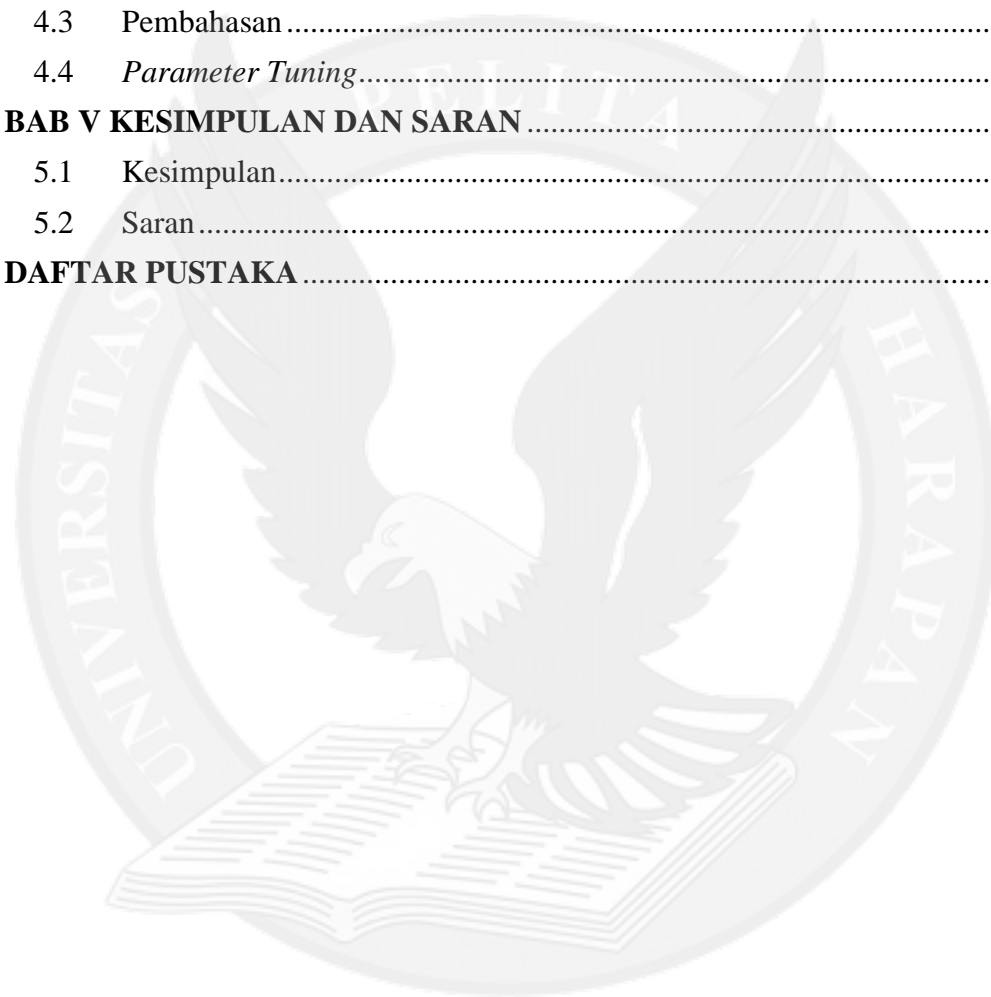 4.3 Pembahasan ........................................................................................
4.4 Parameter Tuning...............................................................................
BAB V KESIMPULAN DAN SARAN ..........................................................
5.1 Kesimpulan.........................................................................................
5.2 Saran ...................................................................................................
DAFTAR PUSTAKA ......................................................................................
UNIVERSITAS PELITA HARAPAN